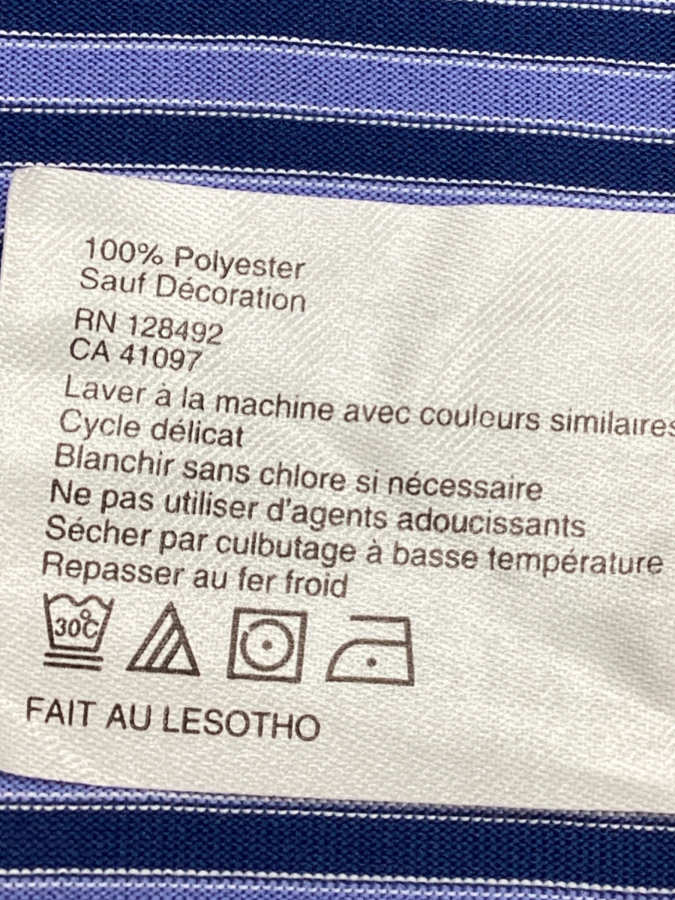 100% Polyester
Sauf Décoration
RN 128492
CA 41097
Laver à la machine avec couleurs similaires
Cycle délicat
Blanchir sans chlore si nécessaire
Ne pas utiliser d'agents adoucissants
Sécher par culbutage à basse température
Repasser au fer froid
30C
FAIT AU LESOTHO